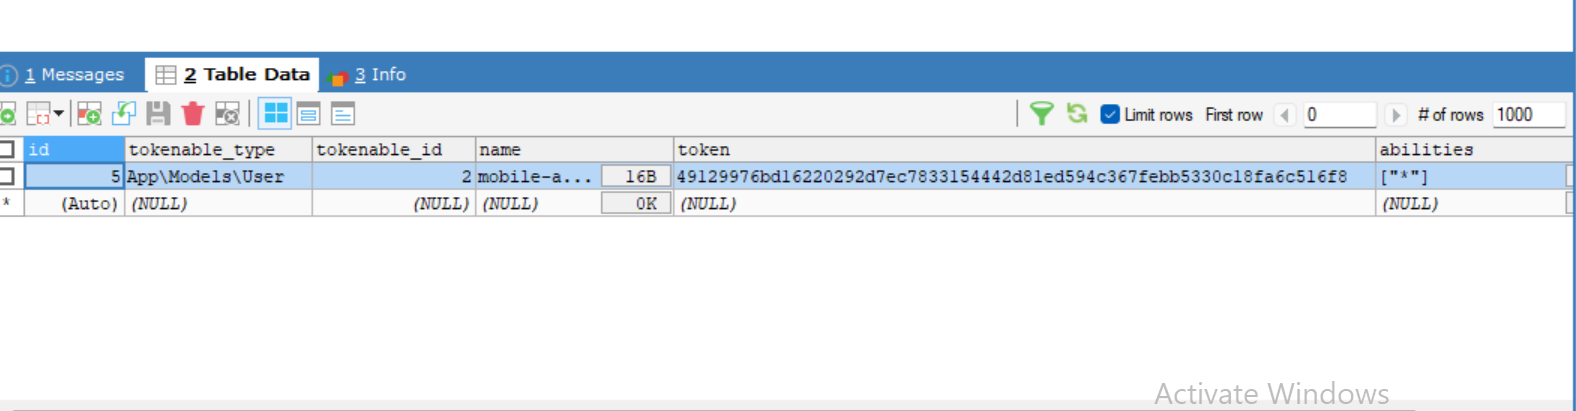 1 Messages 2 Table Data 3 Info
Limit rows First row 0 # of rows 1000
id tokenable_type tokenable_id name token abilities
5 App\Models\User 2 mobile-a... 16B 49129976bd16220292d7ec7833154442d81ed594c367febb5330c18fa6c516f8 ["*"]
* (Auto) (NULL) (NULL) (NULL) 0K (NULL) (NULL)
Activate Windows